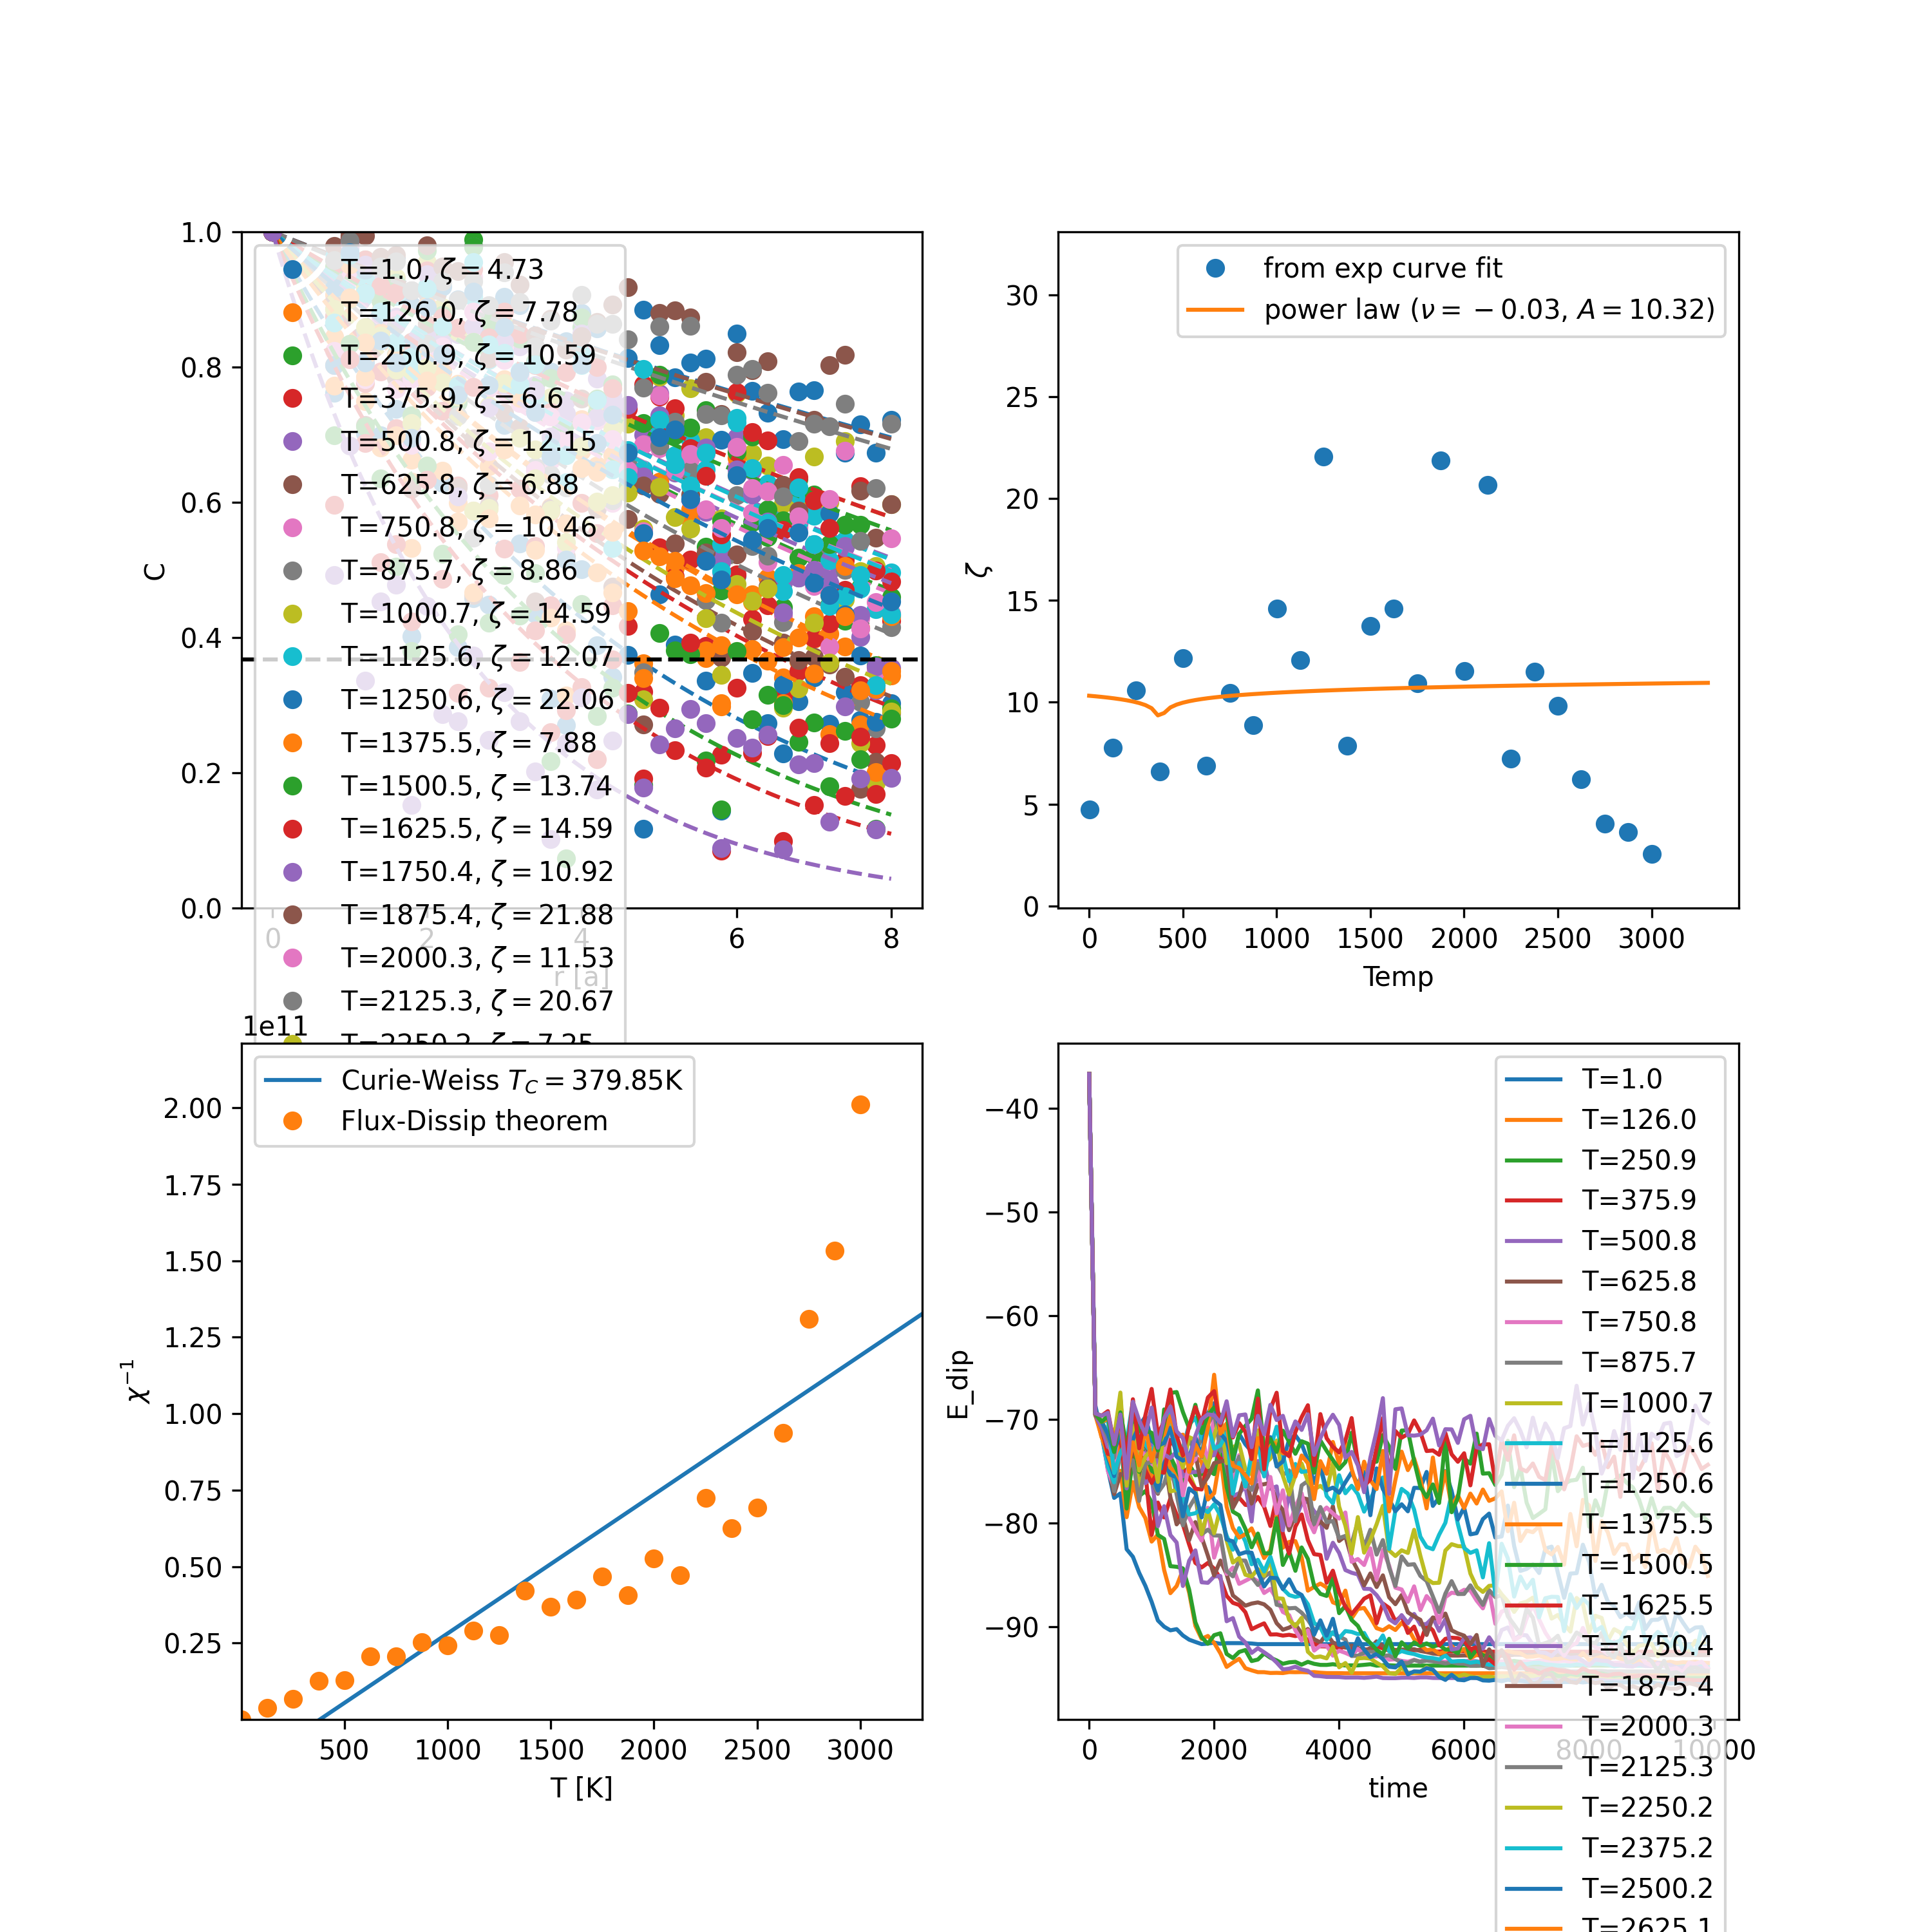 1.0
0.8
0.6
0.4
0.2
0.0
C
T=1.0, ζ = 4.73
T=126.0, ζ = 7.78
T=250.9, ζ = 10.59
T=375.9, ζ = 6.6
T=500.8, ζ = 12.15
T=625.8, ζ = 6.88
T=750.8, ζ = 10.46
T=875.7, ζ = 8.86
T=1000.7, ζ = 14.59
T=1125.6, ζ = 12.07
T=1250.6, ζ = 22.06
T=1375.5, ζ = 7.88
T=1500.5, ζ = 13.74
T=1625.5, ζ = 14.59
T=1750.4, ζ = 10.92
T=1875.4, ζ = 21.88
T=2000.3, ζ = 11.53
T=2125.3, ζ = 20.67
T=2250.2, ζ = 7.25
0 2 4 6 8
r [a]
from exp curve fit
power law (ν = −0.03, A = 10.32)
30
25
20
15
10
5
0
ζ
0 500 1000 1500 2000 2500 3000
Temp
1e11
Curie-Weiss T_C = 379.85K
Flux-Dissip theorem
2.00
1.75
1.50
1.25
1.00
0.75
0.50
0.25
χ⁻¹
500 1000 1500 2000 2500 3000
T [K]
−40
−50
−60
−70
−80
−90
E_dip
T=1.0
T=126.0
T=250.9
T=375.9
T=500.8
T=625.8
T=750.8
T=875.7
T=1000.7
T=1125.6
T=1250.6
T=1375.5
T=1500.5
T=1625.5
T=1750.4
T=1875.4
T=2000.3
T=2125.3
T=2250.2
T=2375.2
T=2500.2
T=2625.1
0 2000 4000 6000 8000 10000
time